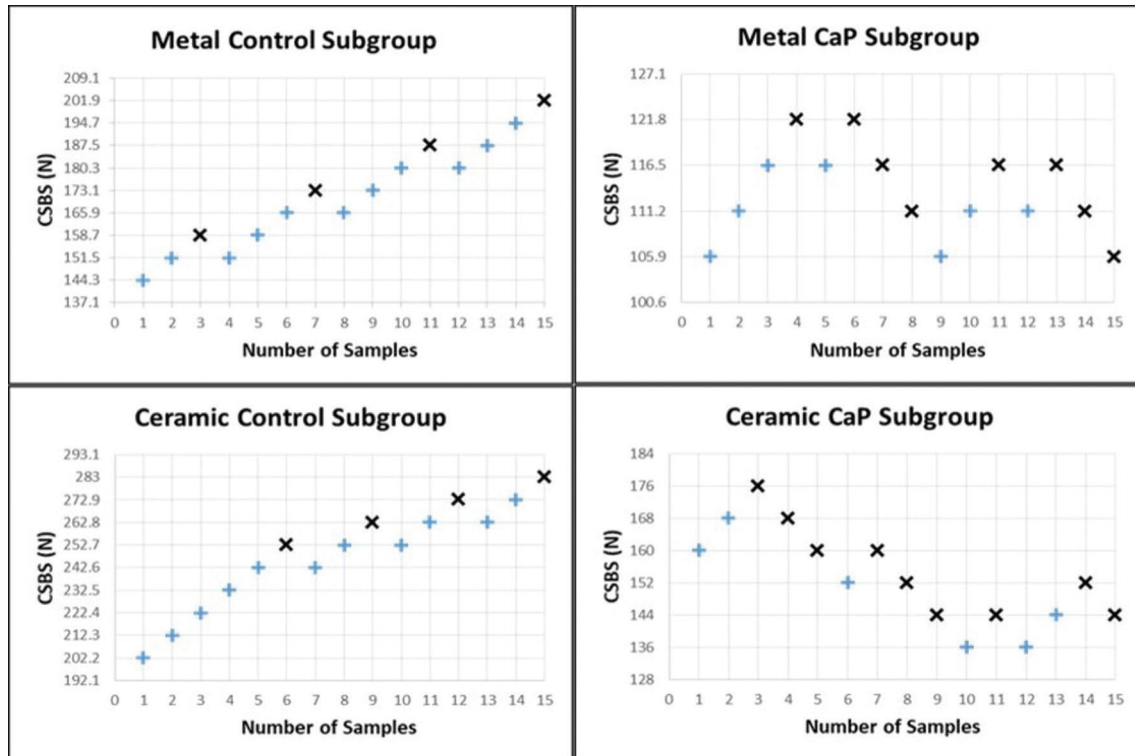 Metal Control Subgroup
CSBS (N)
209.1
201.9
194.7
187.5
180.3
173.1
165.9
158.7
151.5
144.3
137.1
0 1 2 3 4 5 6 7 8 9 10 11 12 13 14 15
Number of Samples
Metal CaP Subgroup
CSBS (N)
127.1
121.8
116.5
111.2
105.9
100.6
0 1 2 3 4 5 6 7 8 9 10 11 12 13 14 15
Number of Samples
Ceramic Control Subgroup
CSBS (N)
293.1
283
272.9
262.8
252.7
242.6
232.5
222.4
212.3
202.2
192.1
0 1 2 3 4 5 6 7 8 9 10 11 12 13 14 15
Number of Samples
Ceramic CaP Subgroup
CSBS (N)
184
176
168
160
152
144
136
128
0 1 2 3 4 5 6 7 8 9 10 11 12 13 14 15
Number of Samples